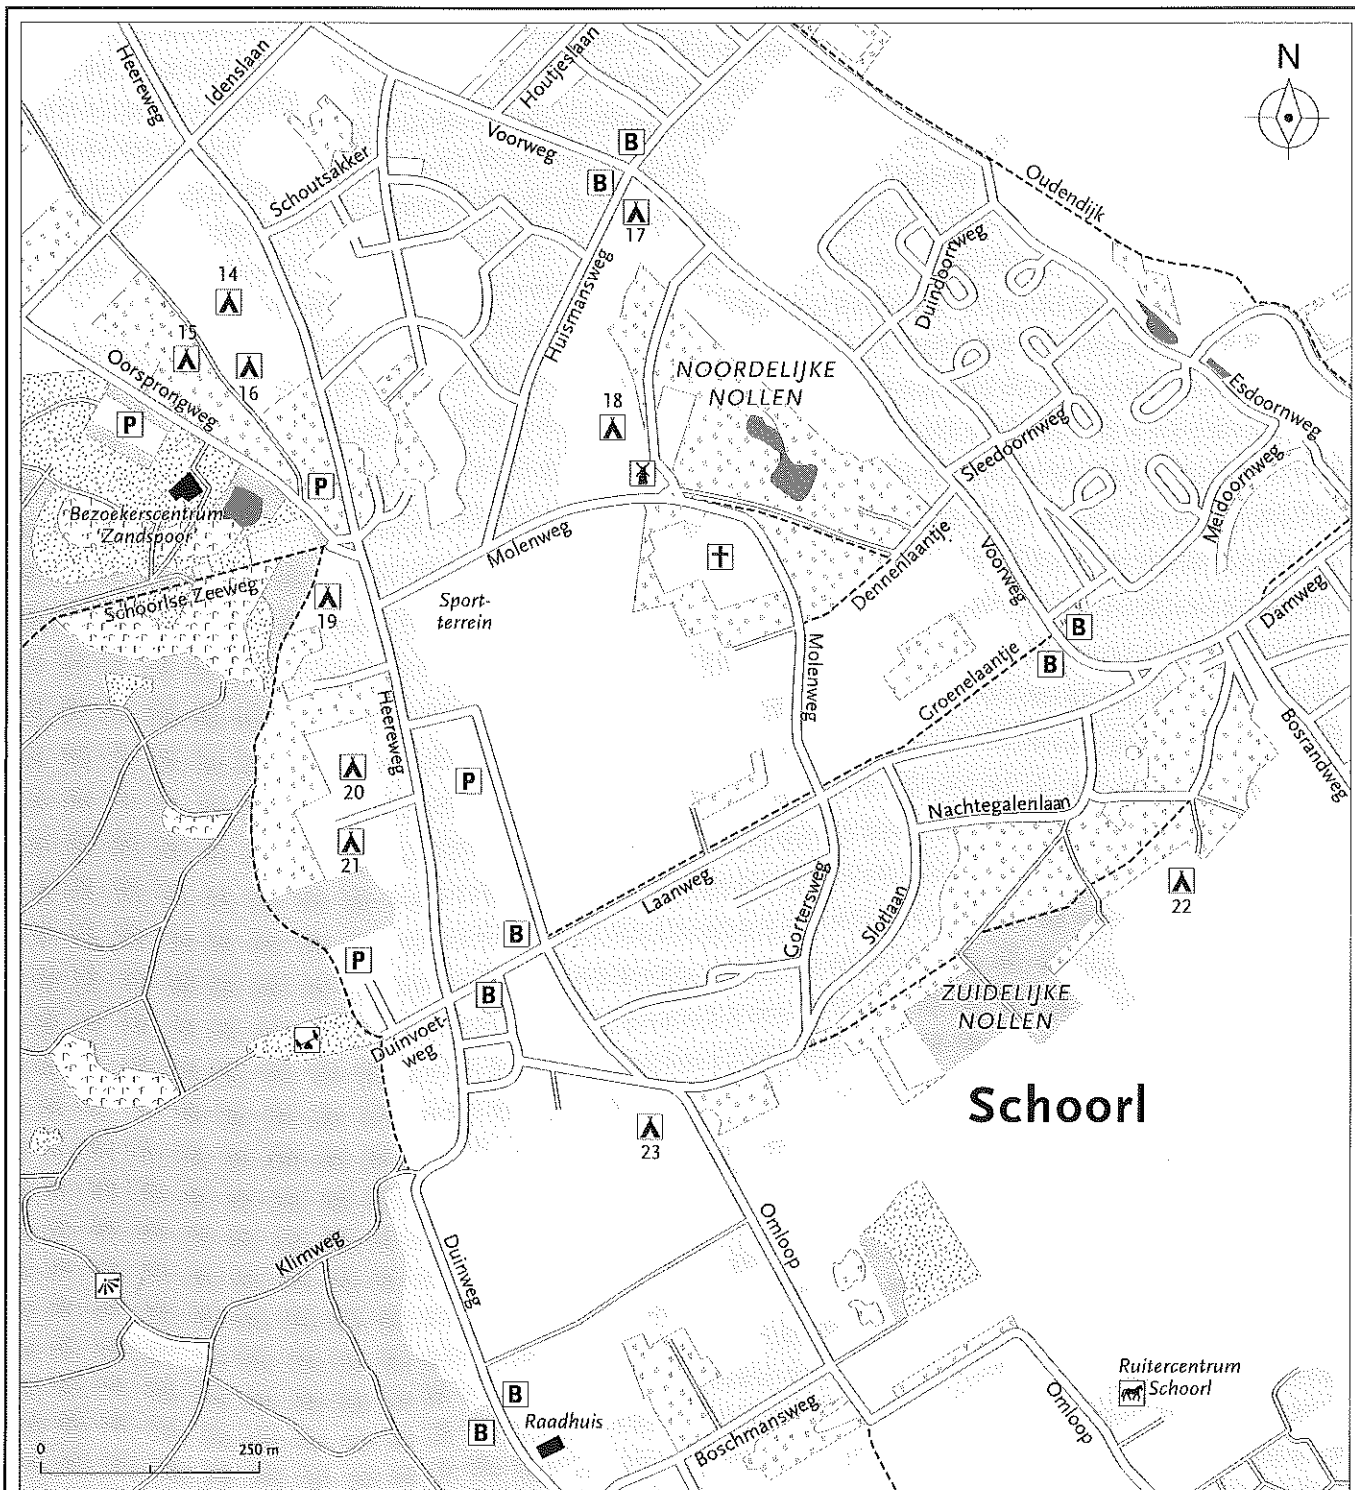 N
Heereweg
Idenslaan
Houtjeslaan
Voorweg
B
B
Schoutsakker
17
Oudendijk
Duindoornweg
14
15
16
Huismansweg
Oorsprongweg
P
NOORDELIJKE
NOLLEN
18
Esdoornweg
Sleedoornweg
Meidoornweg
P
Bezoekerscentrum
'Zandspoor'
Molenweg
Schoorlse Zeeweg
19
Sport-
terrein
Dennenlaantje
Voorweg
Damweg
B
B
Molenweg
Groenelaantje
Heereweg
Bosrandweg
20
P
21
Nachtegalenlaan
Laanweg
Gortersweg
Slotlaan
22
B
P
B
Duinvoet-
weg
ZUIDELIJKE
NOLLEN
Schoorl
23
Klimweg
Duinweg
Omloop
B
B
Raadhuis
Boschmansweg
Omloop
Ruitercentrum
Schoorl
0 250 m